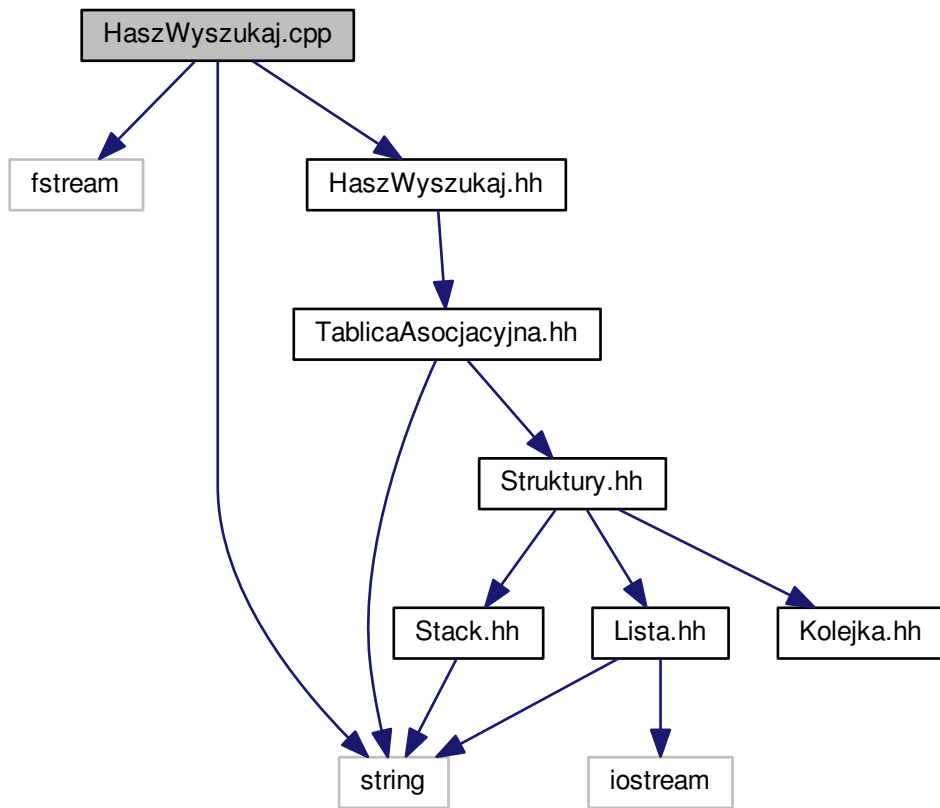 HaszWyszukaj.cpp
fstream
HaszWyszukaj.hh
TablicaAsocjacyjna.hh
Struktury.hh
Stack.hh
Lista.hh
Kolejka.hh
string
iostream